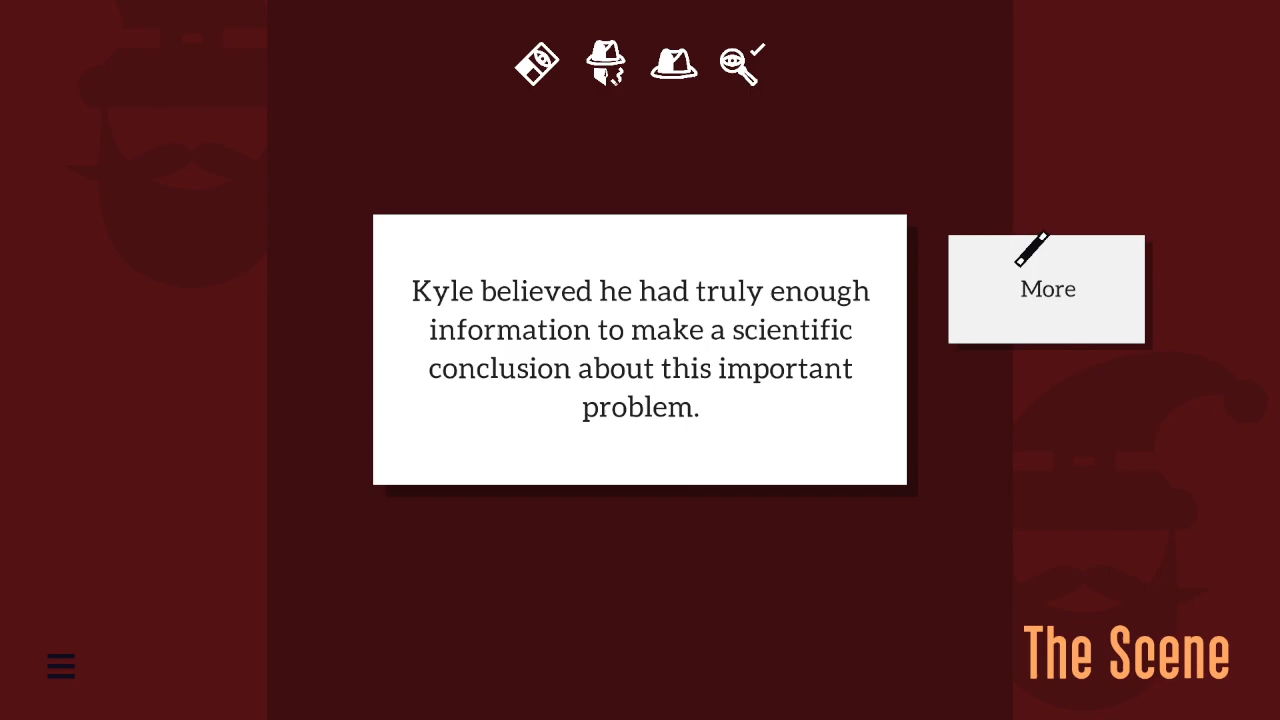 Kyle believed he had truly enough
information to make a scientific
conclusion about this important
problem.
More
The Scene